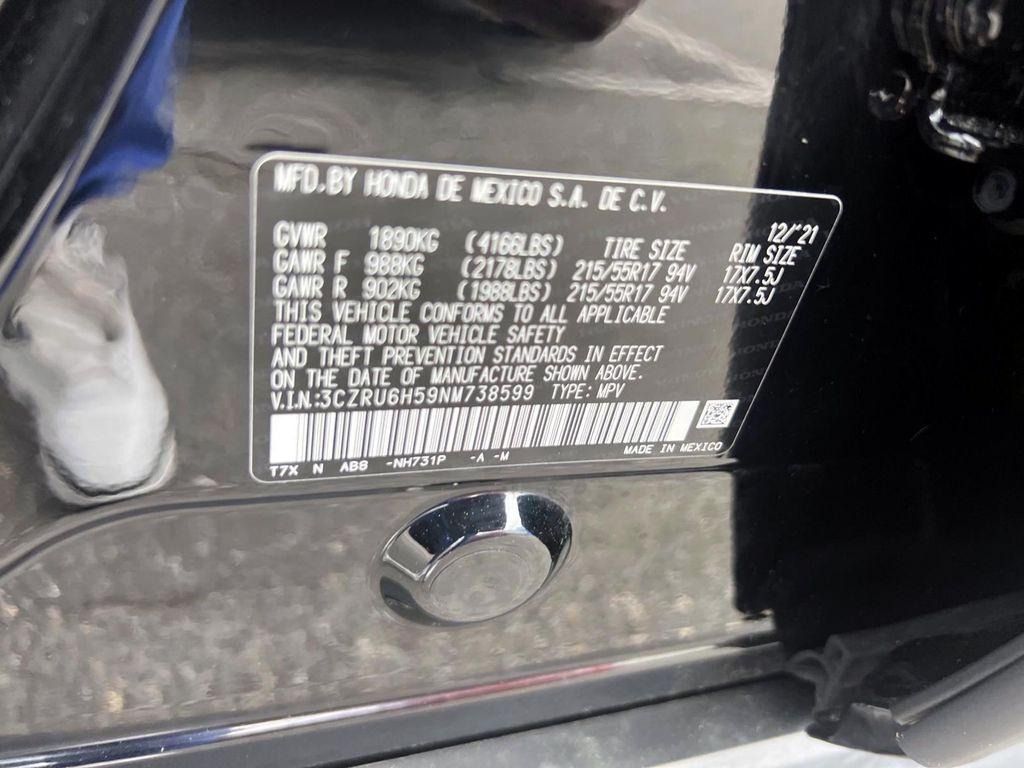 MFD.BY HONDA DE MEXICO S.A. DE C.V.
12/'21
GVWR 1890KG (4166LBS) TIRE SIZE RIM SIZE
GAWR F 988KG (2178LBS) 215/55R17 94V 17X7.5J
GAWR R 902KG (1988LBS) 215/55R17 94V 17X7.5J
THIS VEHICLE CONFORMS TO ALL APPLICABLE
FEDERAL MOTOR VEHICLE SAFETY
AND THEFT PREVENTION STANDARDS IN EFFECT
ON THE DATE OF MANUFACTURE SHOWN ABOVE.
V.I.N.:3CZRU6H59NM738599 TYPE: MPV
MADE IN MEXICO
T7X N AB8 -NH731P -A -M